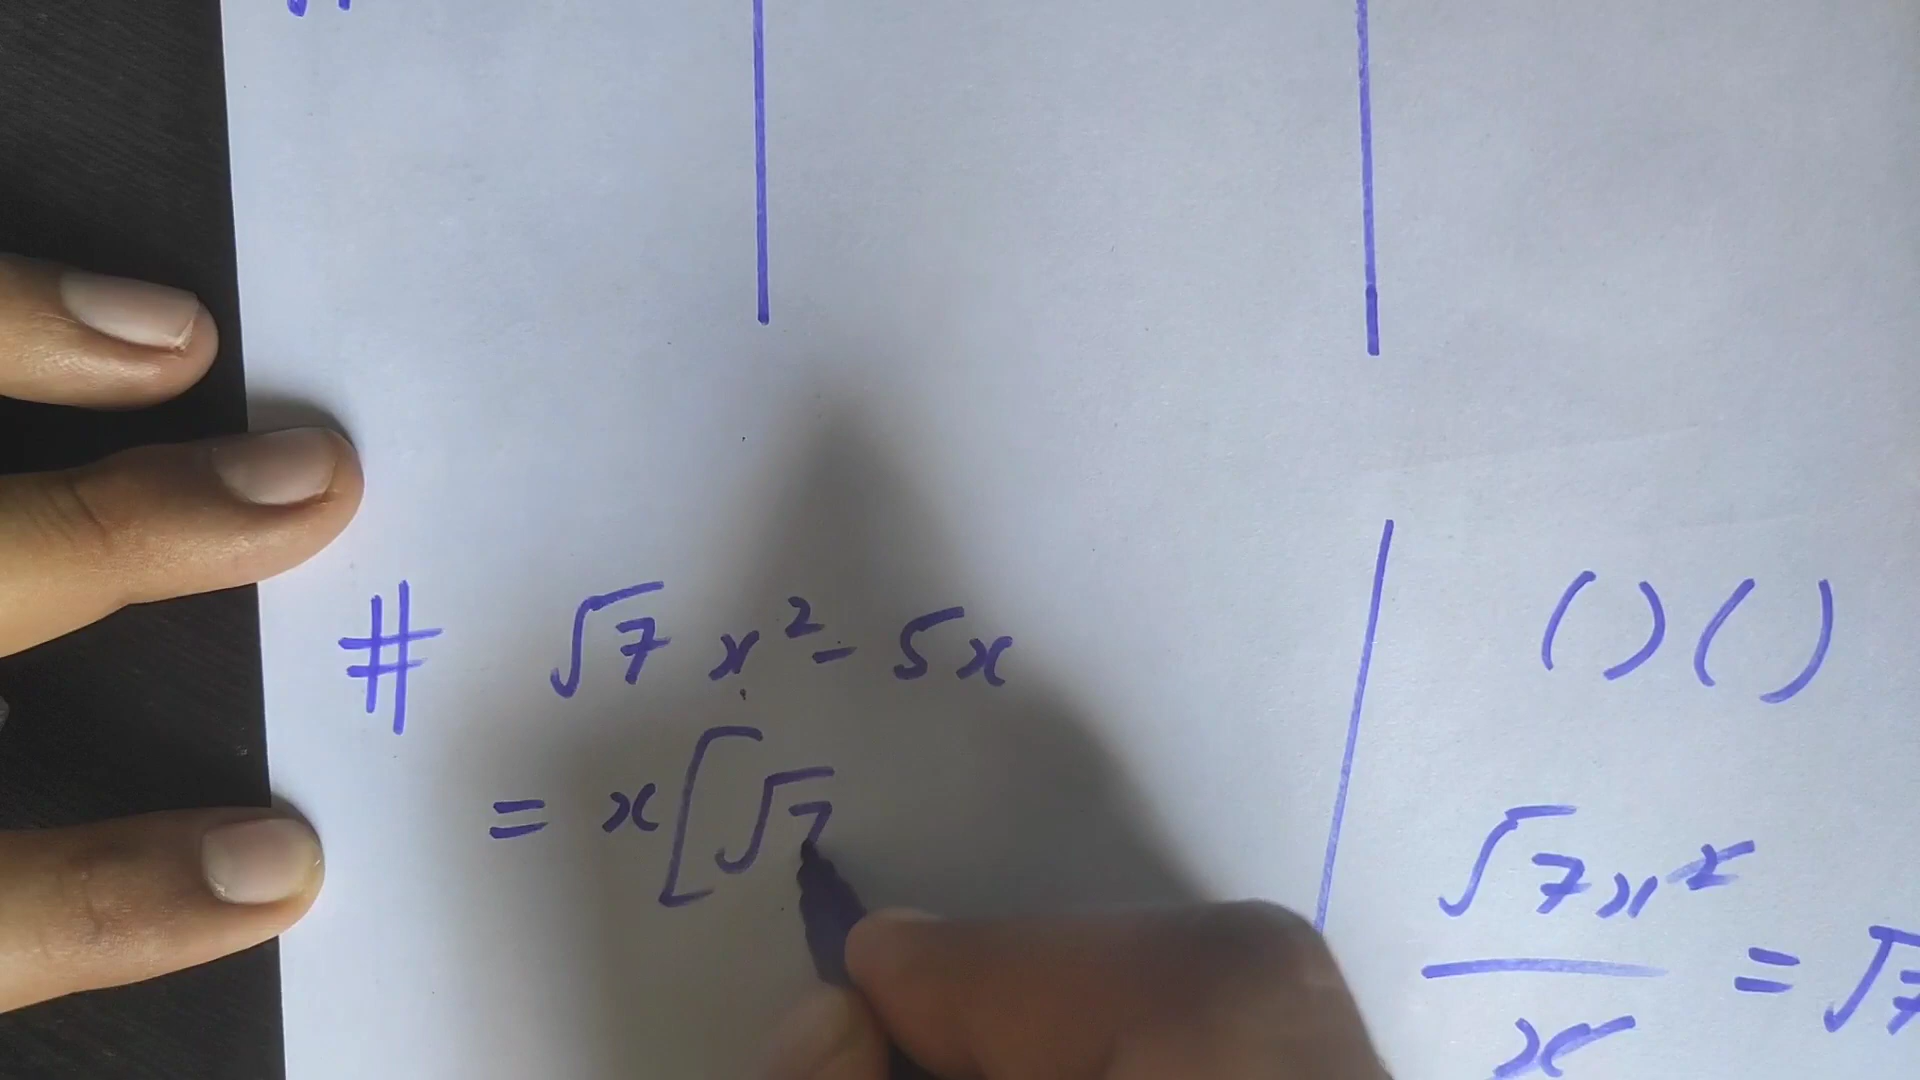 # √7 x² - 5x
= x[√7
( ) ( )
√7x²
/x = √7